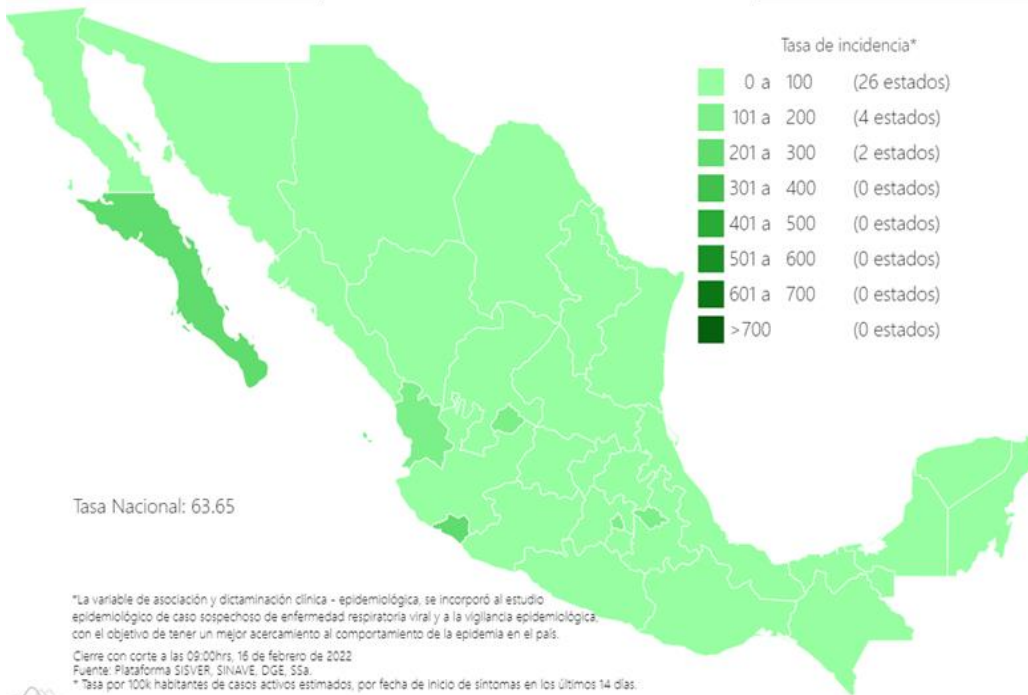 Tasa de incidencia*
0 a 100 (26 estados)
101 a 200 (4 estados)
201 a 300 (2 estados)
301 a 400 (0 estados)
401 a 500 (0 estados)
501 a 600 (0 estados)
601 a 700 (0 estados)
>700 (0 estados)
Tasa Nacional: 63.65
*La variable de asociación y dictaminación clínica - epidemiológica, se incorporó al estudio
epidemiológico de caso sospechoso de enfermedad respiratoria viral y a la vigilancia epidemiológica,
con el objetivo de tener un mejor acercamiento al comportamiento de la epidemia en el país.
Cierre con corte a las 09:00hrs, 16 de febrero de 2022
Fuente: Plataforma SISVER, SINAVE, DGE, SSa.
* Tasa por 100k habitantes de casos activos estimados, por fecha de inicio de síntomas en los últimos 14 días.